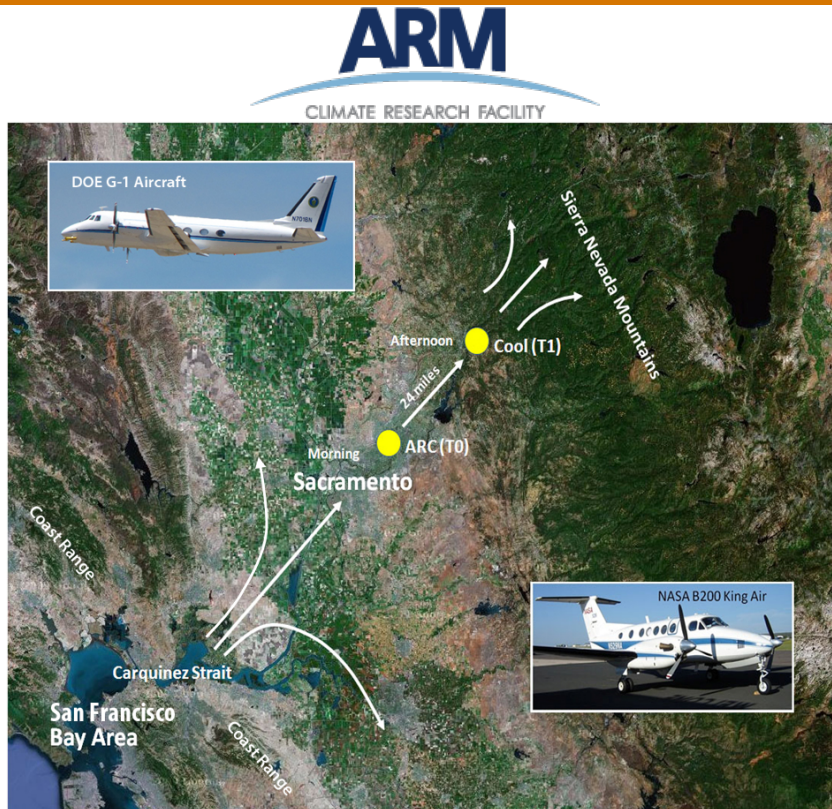 ARM
CLIMATE RESEARCH FACILITY
DOE G-1 Aircraft
N701BN
Sierra Nevada Mountains
Afternoon
Cool (T1)
24 miles
ARC (T0)
Morning
Sacramento
Coast Range
NASA B200 King Air
Carquinez Strait
San Francisco
Bay Area
Coast Range